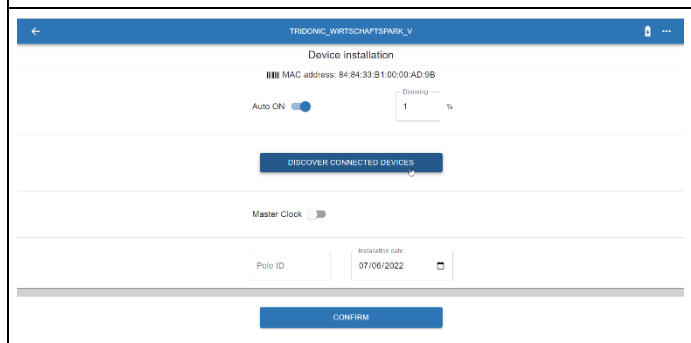 TRIDONIC_WIRTSCHAFTSPARK_V
Device installation
MAC address: 84:84:33:B1:00:00:AD:9B
Dimming
Auto ON 1 %
DISCOVER CONNECTED DEVICES
Master Clock
Installation date
Pole ID 07/06/2022
CONFIRM